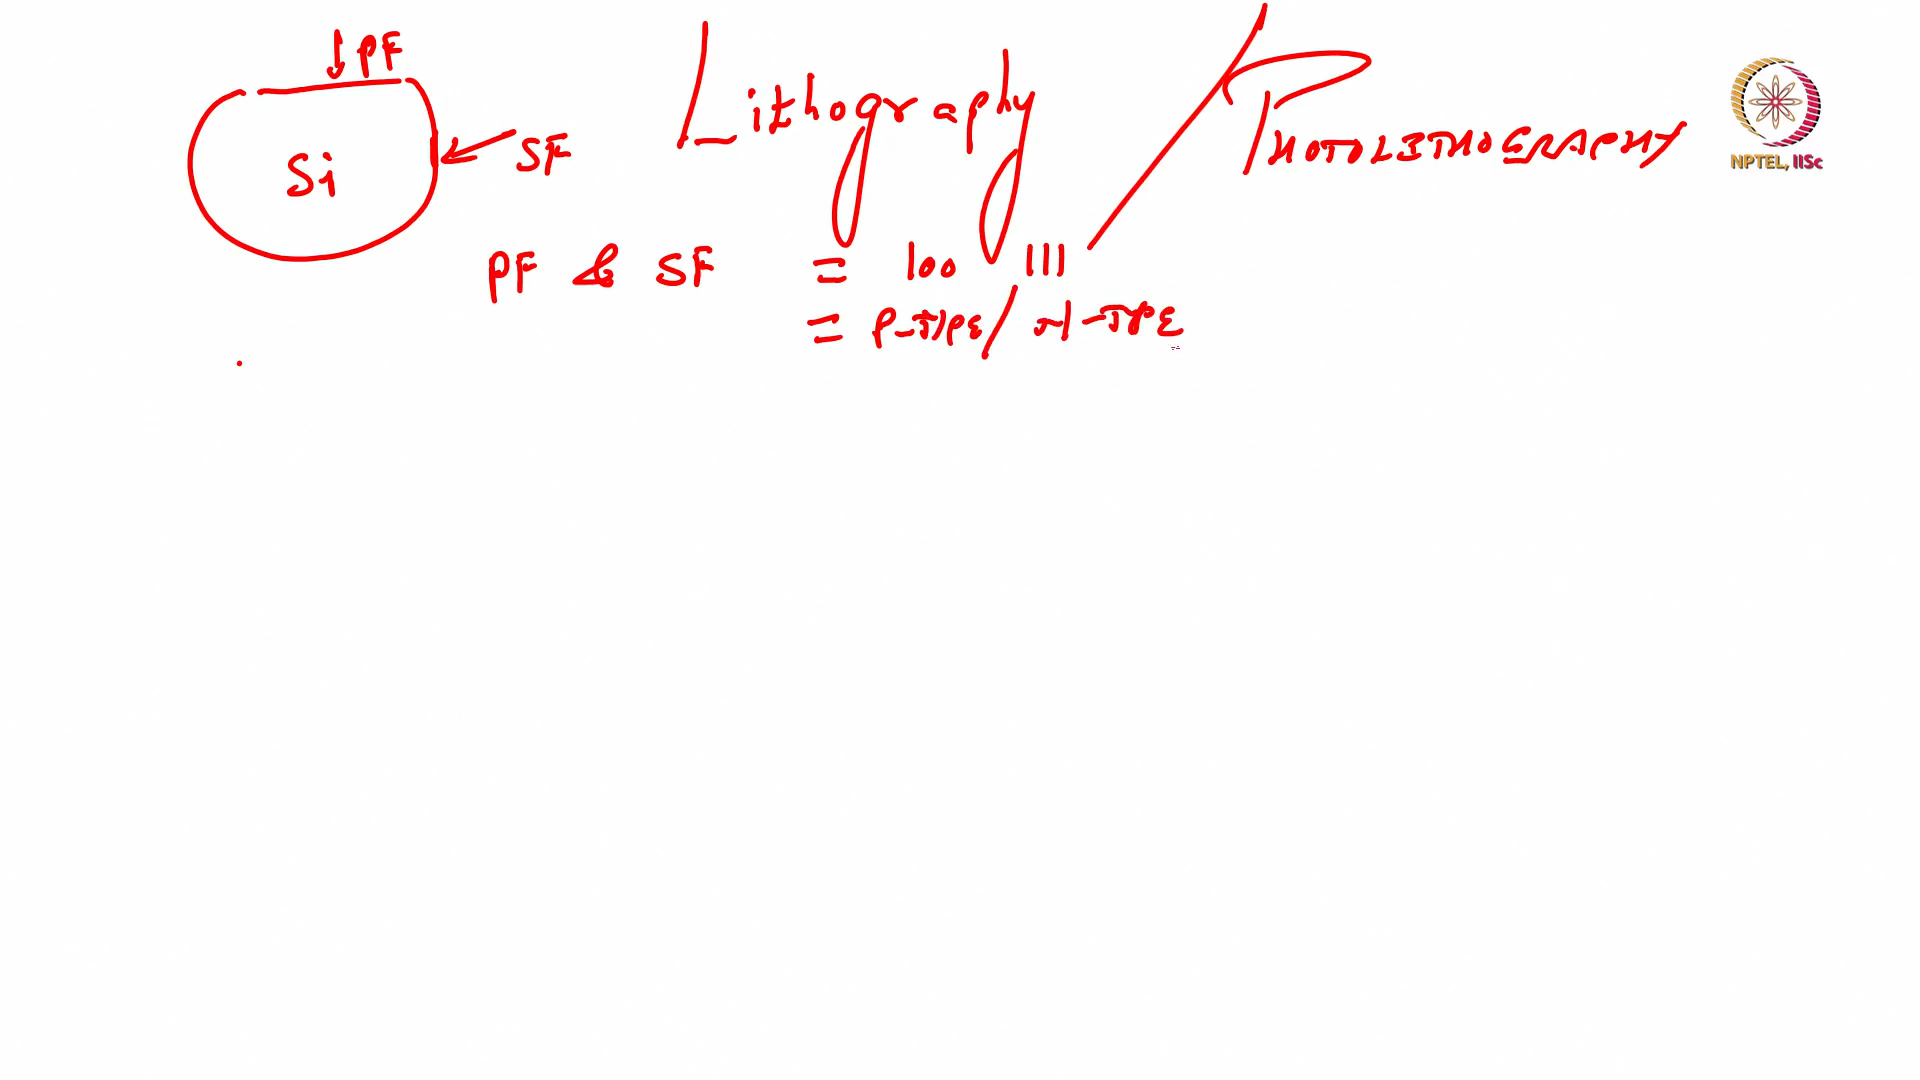 ↓ PF
Lithography / PHOTOLITHOGRAPHY
Si
SF
PF & SF = 100 111
= P-TYPE / N-TYPE
NPTEL, IISc